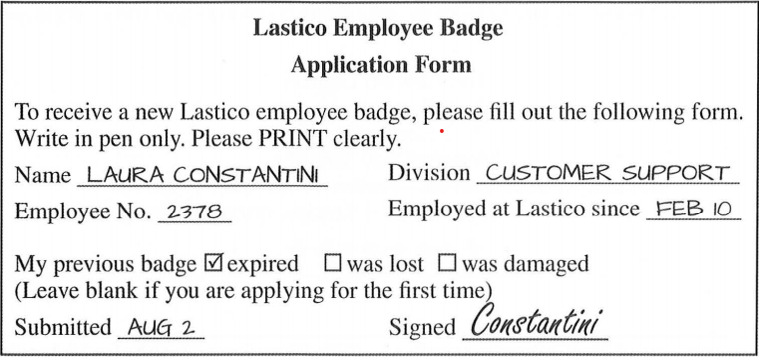 Lastico Employee Badge
Application Form
To receive a new Lastico employee badge, please fill out the following form.
Write in pen only. Please PRINT clearly.
Name LAURA CONSTANTINI Division CUSTOMER SUPPORT
Employee No. 2378 Employed at Lastico since FEB 10
My previous badge ☑ expired ☐ was lost ☐ was damaged
(Leave blank if you are applying for the first time)
Submitted AUG 2 Signed Constantini